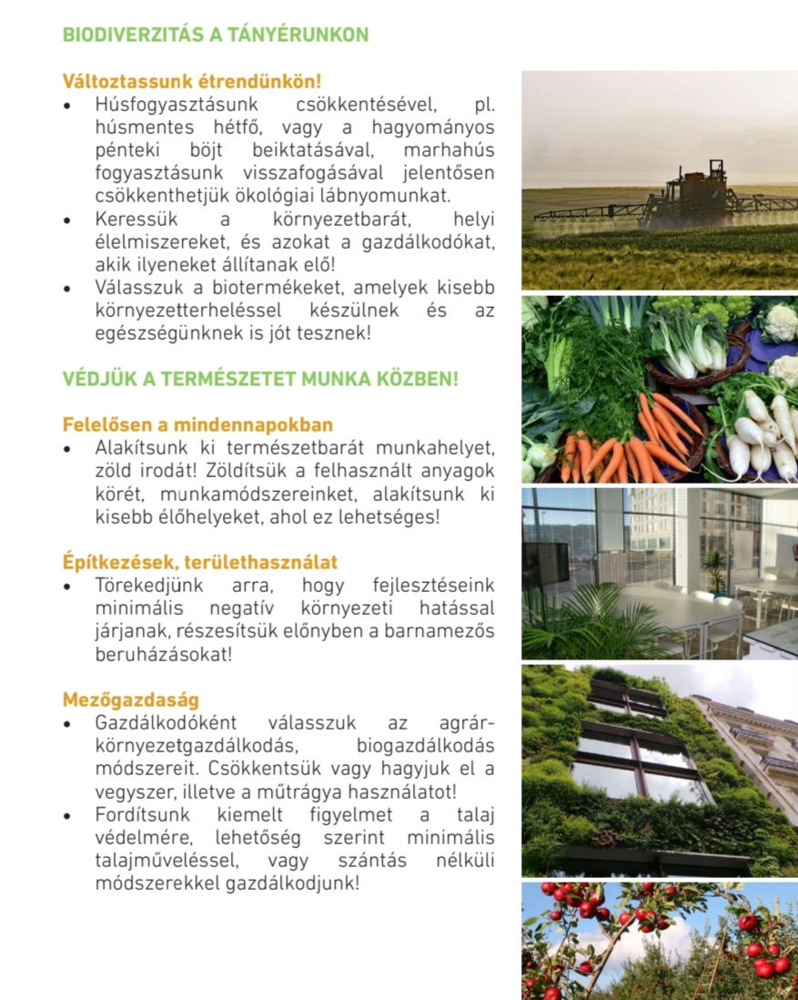 BIODIVERZITÁS A TÁNYÉRUNKON
Változtassunk étrendünkön!
• Húsfogyasztásunk csökkentésével, pl.
húsmentes hétfő, vagy a hagyományos
pénteki böjt beiktatásával, marhahús
fogyasztásunk visszafogásával jelentősen
csökkenthetjük ökológiai lábnyomunkat.
• Keressük a környezetbarát, helyi
élelmiszereket, és azokat a gazdálkodókat,
akik ilyeneket állítanak elő!
• Válasszuk a biotermékeket, amelyek kisebb
környezetterheléssel készülnek és az
egészségünknek is jót tesznek!
VÉDJÜK A TERMÉSZETET MUNKA KÖZBEN!
Felelősen a mindennapokban
• Alakítsunk ki természetbarát munkahelyet,
zöld irodát! Zöldítsük a felhasznált anyagok
körét, munkamódszereinket, alakítsunk ki
kisebb élőhelyeket, ahol ez lehetséges!
Építkezések, területhasználat
• Törekedjünk arra, hogy fejlesztéseink
minimális negatív környezeti hatással
járjanak, részesítsük előnyben a barnamezős
beruházásokat!
Mezőgazdaság
• Gazdálkodóként válasszuk az agrár-
környezetgazdálkodás, biogazdálkodás
módszereit. Csökkentsük vagy hagyjuk el a
vegyszer, illetve a műtrágya használatot!
• Fordítsunk kiemelt figyelmet a talaj
védelmére, lehetőség szerint minimális
talajműveléssel, vagy szántás nélküli
módszerekkel gazdálkodjunk!